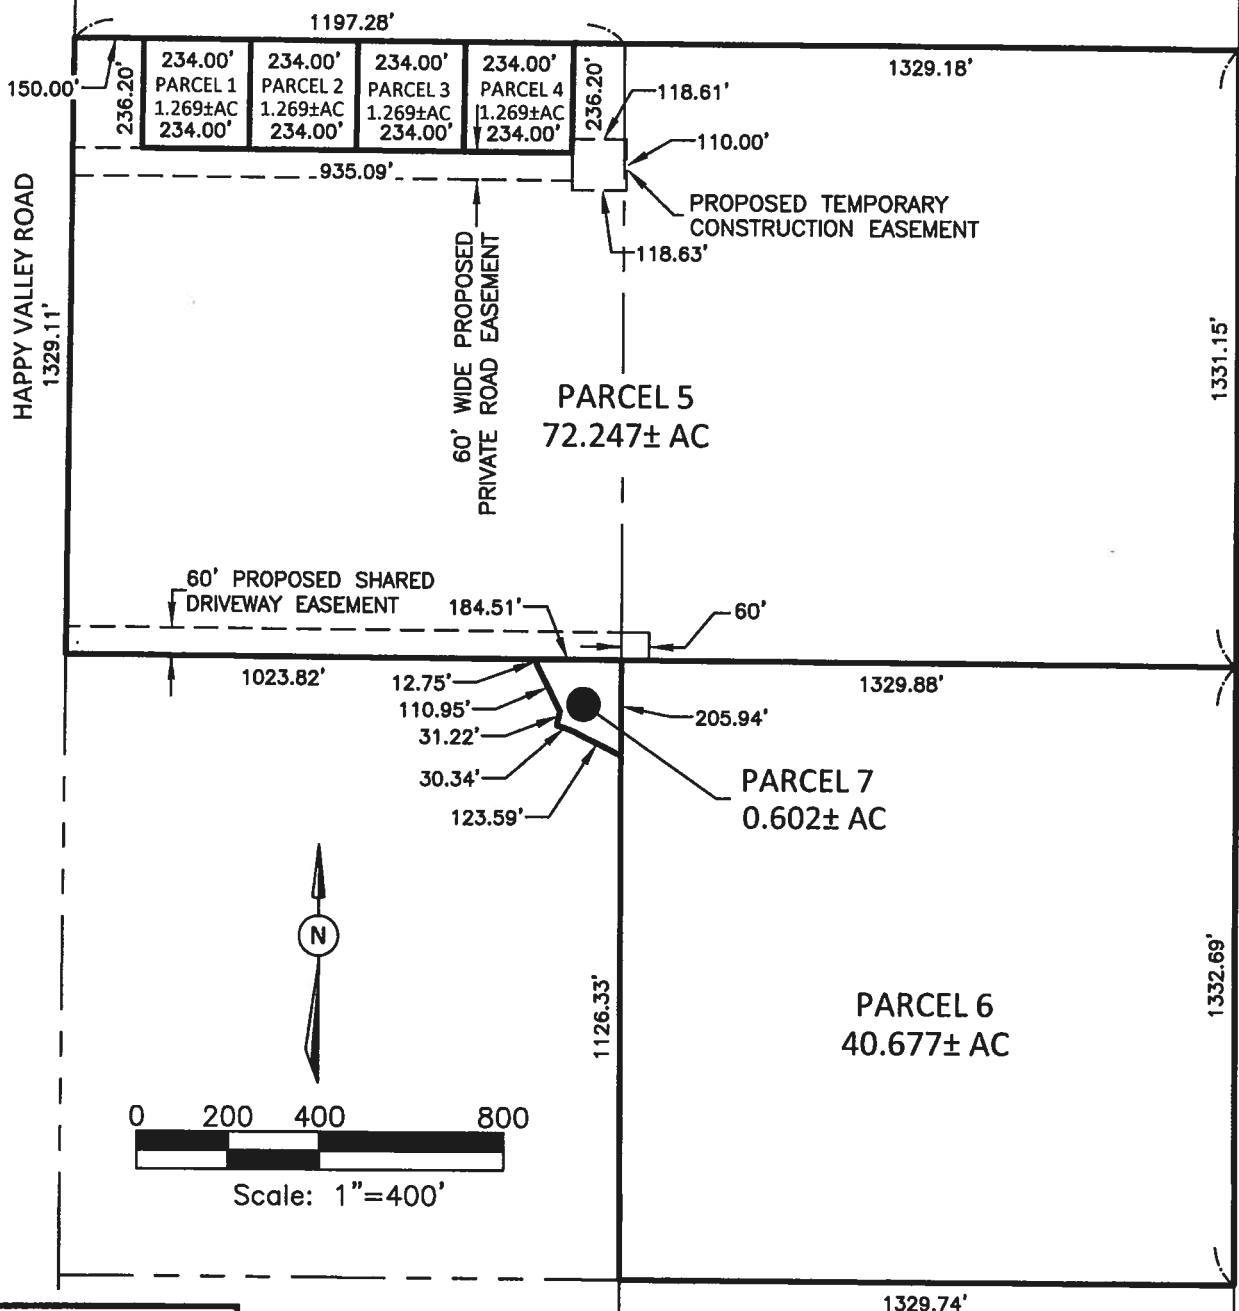 1197.28'
1329.18'
150.00'
236.20'
234.00'
PARCEL 1
1.269±AC
234.00'
234.00'
PARCEL 2
1.269±AC
234.00'
234.00'
PARCEL 3
1.269±AC
234.00'
234.00'
PARCEL 4
1.269±AC
234.00'
236.20'
118.61'
110.00'
935.09'
PROPOSED TEMPORARY
CONSTRUCTION EASEMENT
118.63'
HAPPY VALLEY ROAD
1329.11'
60' WIDE PROPOSED
PRIVATE ROAD EASEMENT
PARCEL 5
72.247± AC
1331.15'
60' PROPOSED SHARED
DRIVEWAY EASEMENT
184.51'
60'
1023.82'
12.75'
110.95'
31.22'
30.34'
123.59'
1329.88'
205.94'
PARCEL 7
0.602± AC
N
1126.33'
PARCEL 6
40.677± AC
1332.69'
0 200 400 800
Scale: 1"=400'
1329.74'